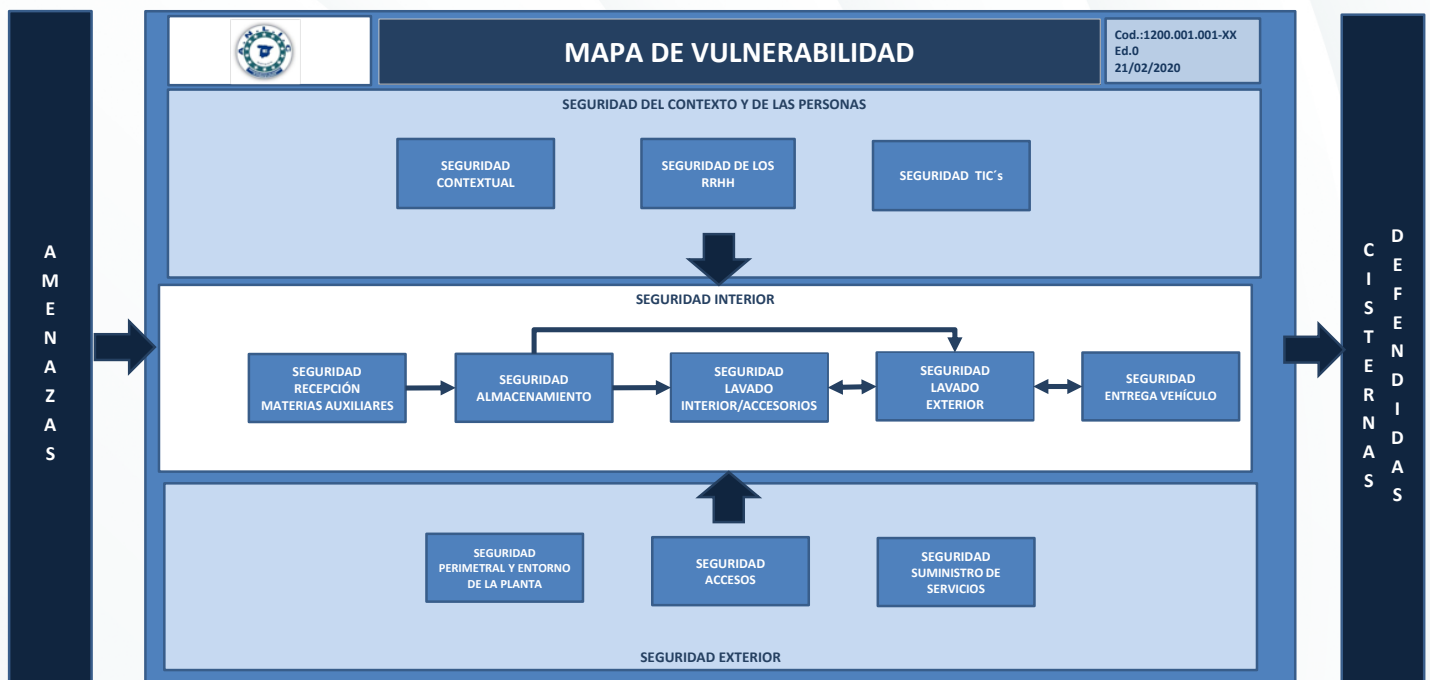 MAPA DE VULNERABILIDAD
Cod.:1200.001.001-XX
Ed.0
21/02/2020
SEGURIDAD DEL CONTEXTO Y DE LAS PERSONAS
SEGURIDAD
CONTEXTUAL
SEGURIDAD DE LOS
RRHH
SEGURIDAD TIC´s
AMENAZAS
SEGURIDAD INTERIOR
SEGURIDAD
RECEPCIÓN
MATERIAS AUXILIARES
SEGURIDAD
ALMACENAMIENTO
SEGURIDAD
LAVADO
INTERIOR/ACCESORIOS
SEGURIDAD
LAVADO
EXTERIOR
SEGURIDAD
ENTREGA VEHÍCULO
CISTERNAS
DEFENDIDAS
SEGURIDAD
PERIMETRAL Y ENTORNO
DE LA PLANTA
SEGURIDAD
ACCESOS
SEGURIDAD
SUMINISTRO DE
SERVICIOS
SEGURIDAD EXTERIOR